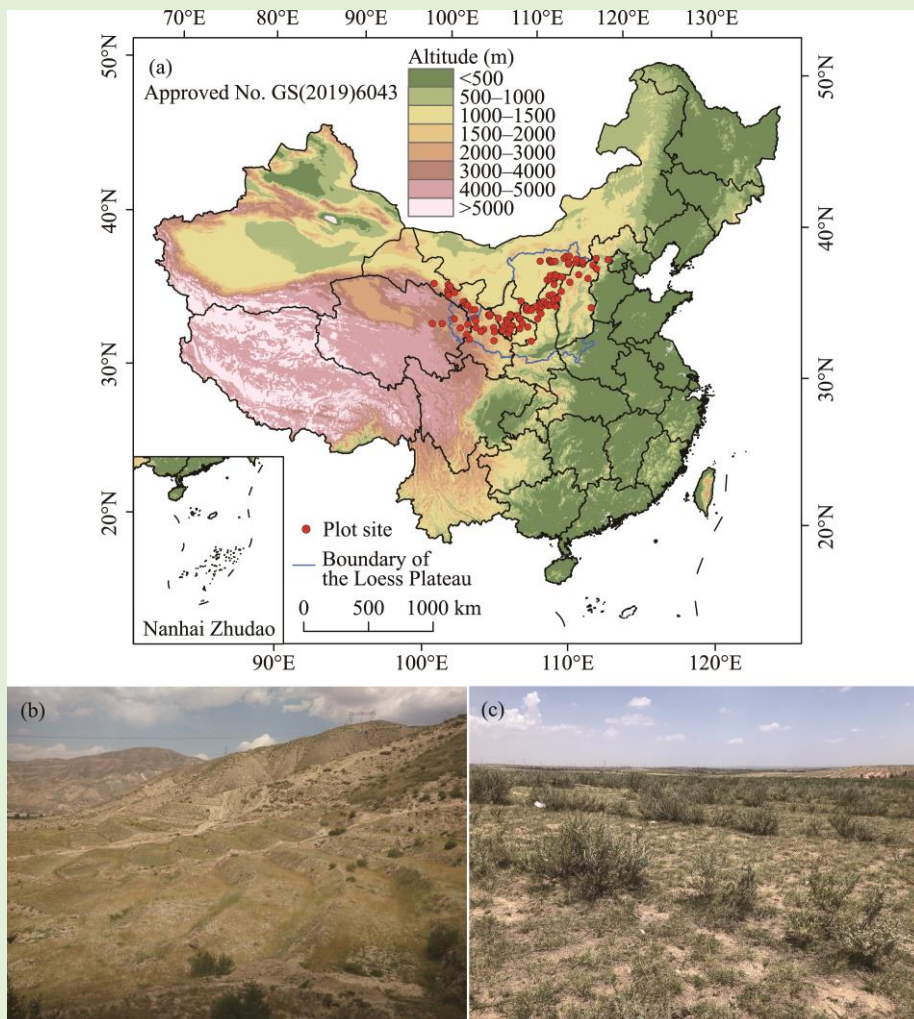 70°E 80°E 90°E 100°E 110°E 120°E 130°E
(a)
Approved No. GS(2019)6043
Altitude (m)
<500
500–1000
1000–1500
1500–2000
2000–3000
3000–4000
4000–5000
>5000
50°N
40°N
30°N
20°N
50°N
40°N
30°N
20°N
Plot site
Boundary of
the Loess Plateau
0 500 1000 km
Nanhai Zhudao
90°E 100°E 110°E 120°E
(b)
(c)